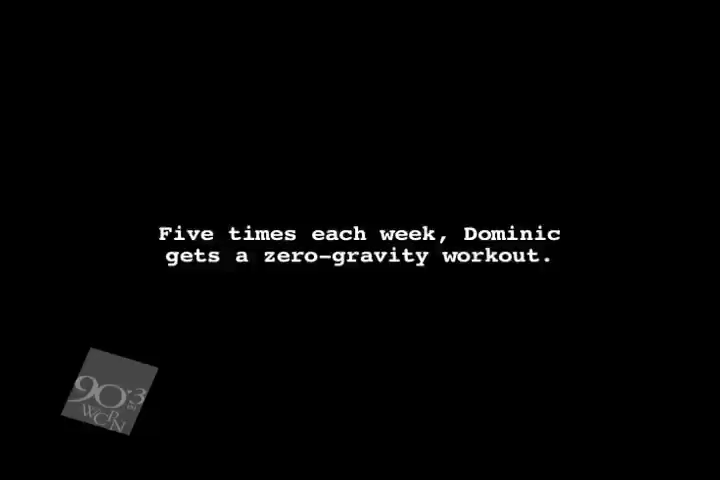 Five times each week, Dominic
gets a zero-gravity workout.
90.3
WCPN